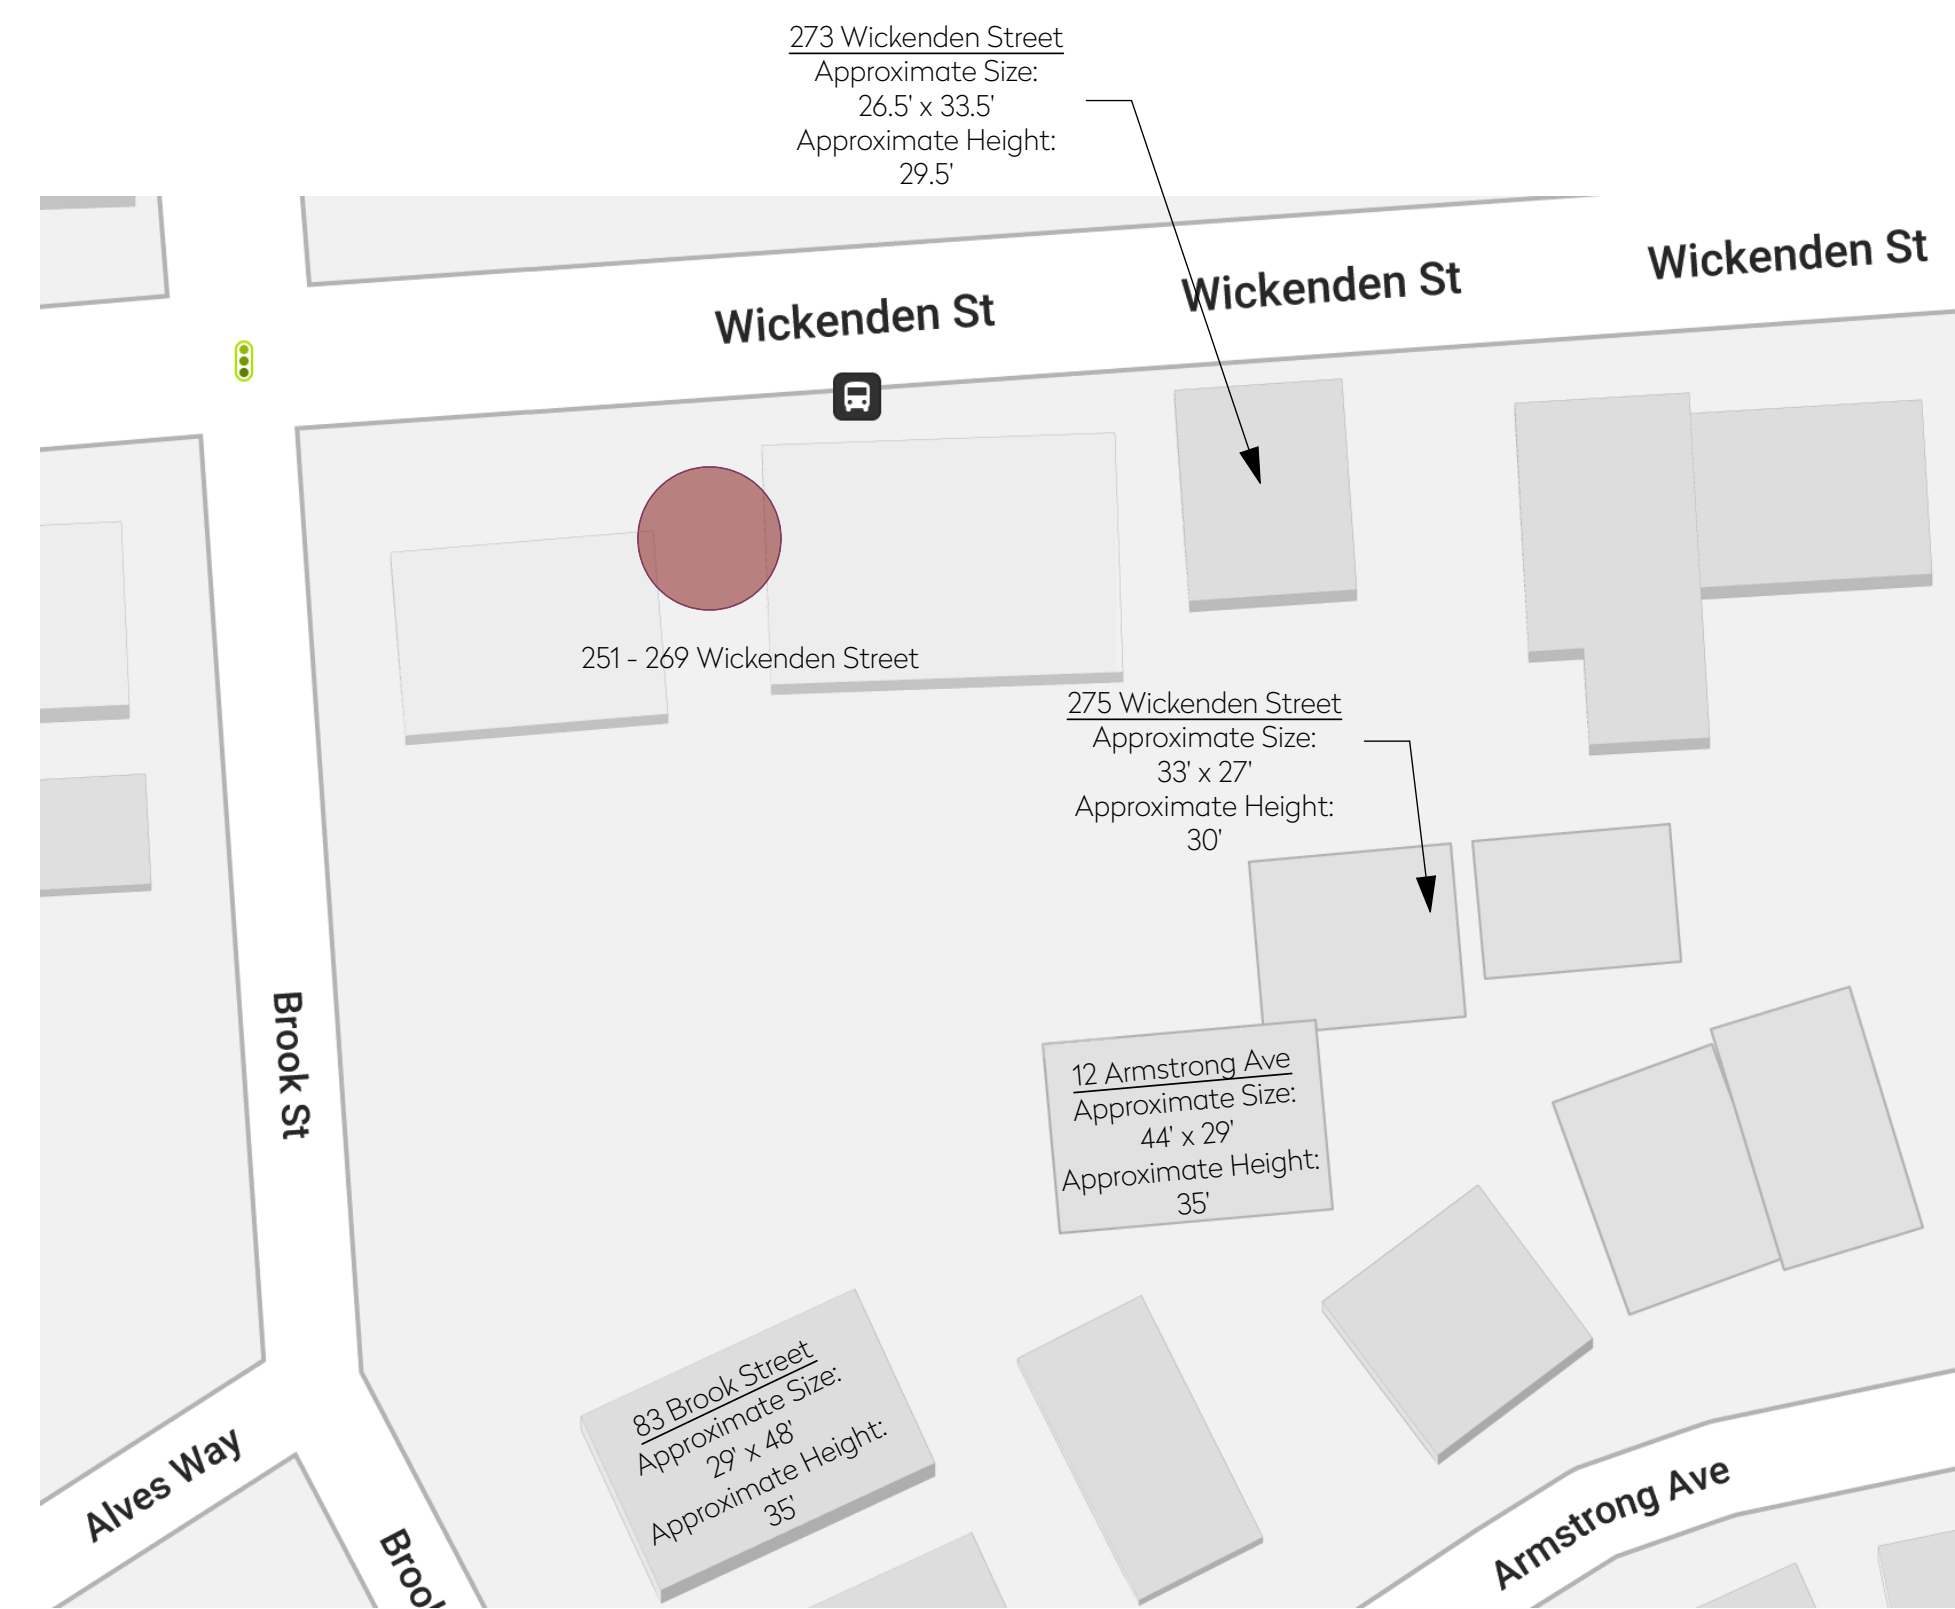 273 Wickenden Street
Approximate Size:
26.5' x 33.5'
Approximate Height:
29.5'
Wickenden St
Wickenden St
Wickenden St
251 - 269 Wickenden Street
275 Wickenden Street
Approximate Size:
33' x 27'
Approximate Height:
30'
Brook St
12 Armstrong Ave
Approximate Size:
44' x 29'
Approximate Height:
35'
83 Brook Street
Approximate Size:
29' x 48'
Approximate Height:
35'
Alves Way
Brook
Armstrong Ave